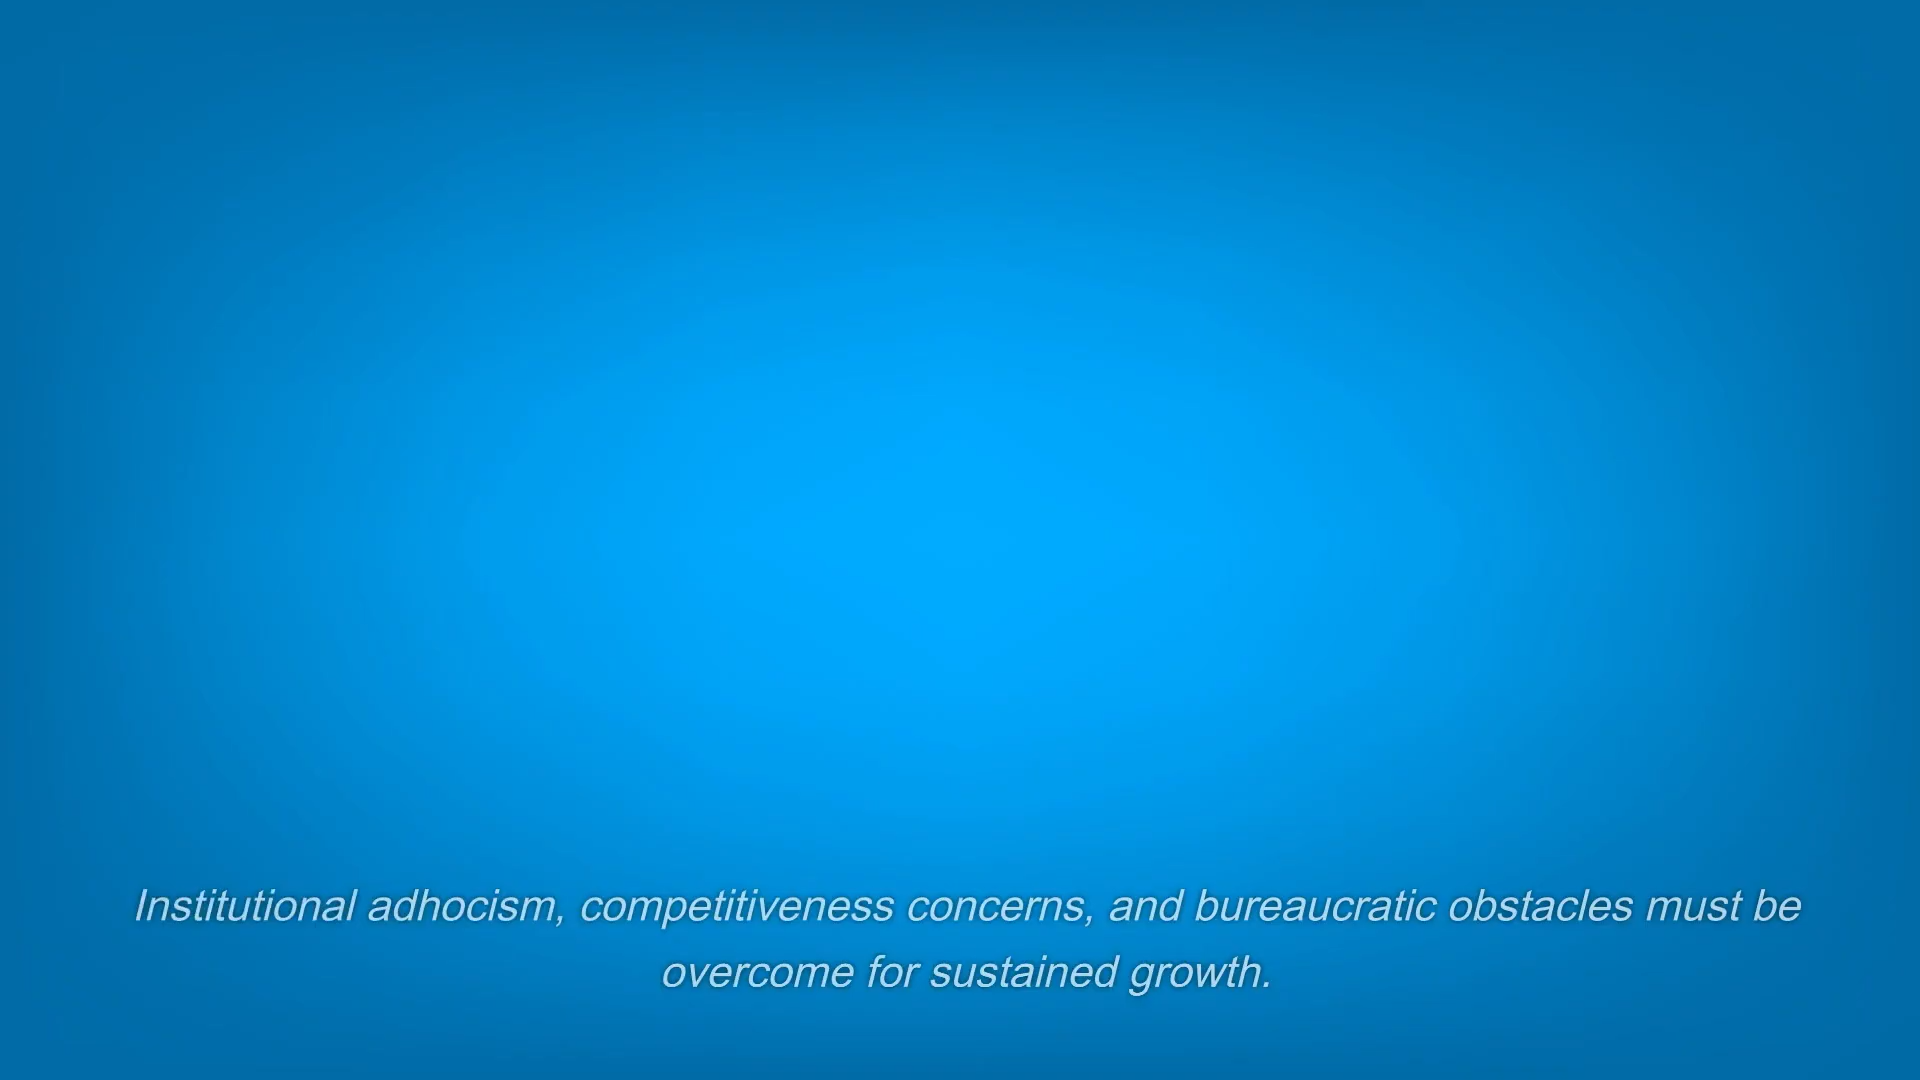 Institutional adhocism, competitiveness concerns, and bureaucratic obstacles must be
overcome for sustained growth.